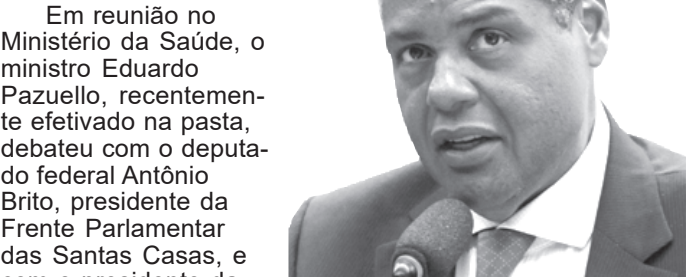 Em reunião no
Ministério da Saúde, o
ministro Eduardo
Pazuello, recentemen-
te efetivado na pasta,
debateu com o deputa-
do federal Antônio
Brito, presidente da
Frente Parlamentar
das Santas Casas, e
com o presidente da